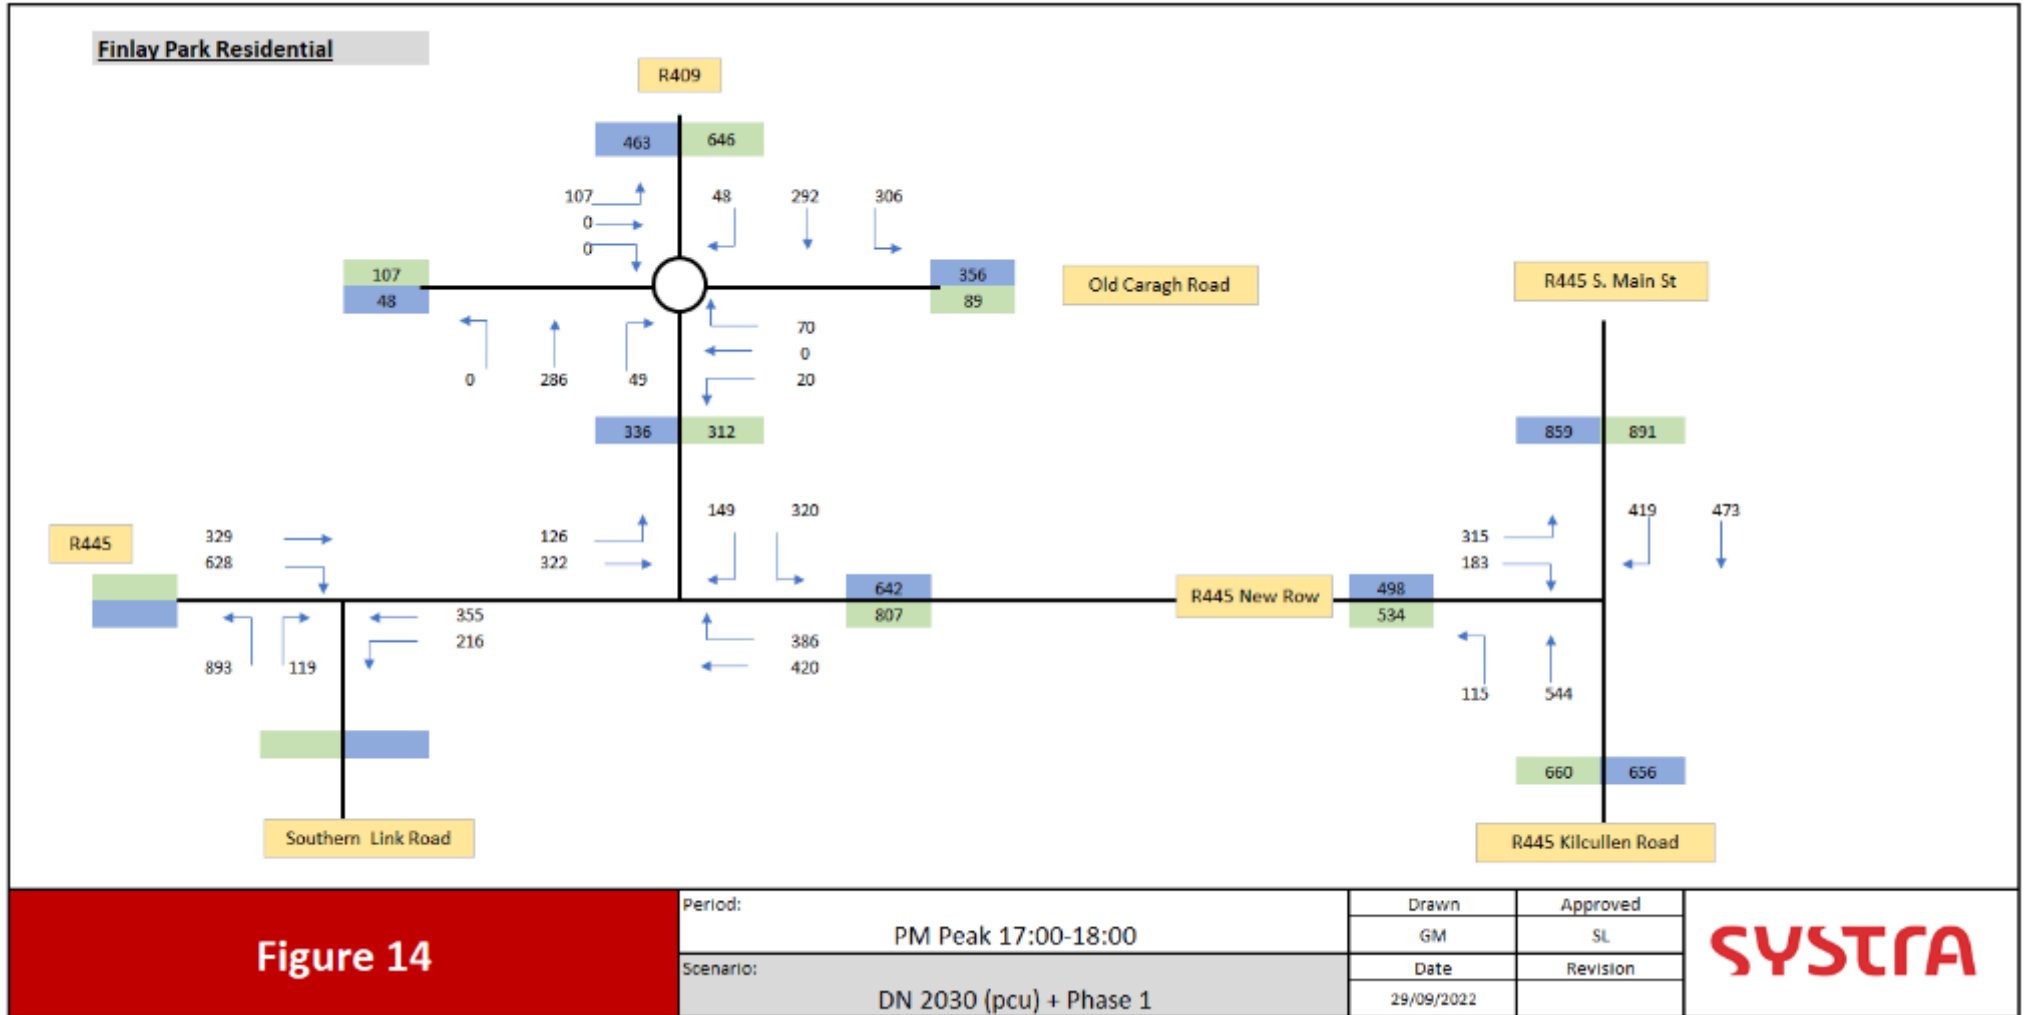 Finlay Park Residential
R409
463 646
107 48 292 306
0
0
107 356
48 89
Old Caragh Road
R445 S. Main St
70
0
0 286 49 20
336 312
859 891
R445
329 126 149 320
628 322
315 419 473
183
642
807
R445 New Row
498
534
355
216
893 119
386
420
115 544
660 656
Southern Link Road
R445 Kilcullen Road
Figure 14
Period:
PM Peak 17:00-18:00
Scenario:
DN 2030 (pcu) + Phase 1
Drawn Approved
GM SL
Date Revision
29/09/2022
SYSTRA